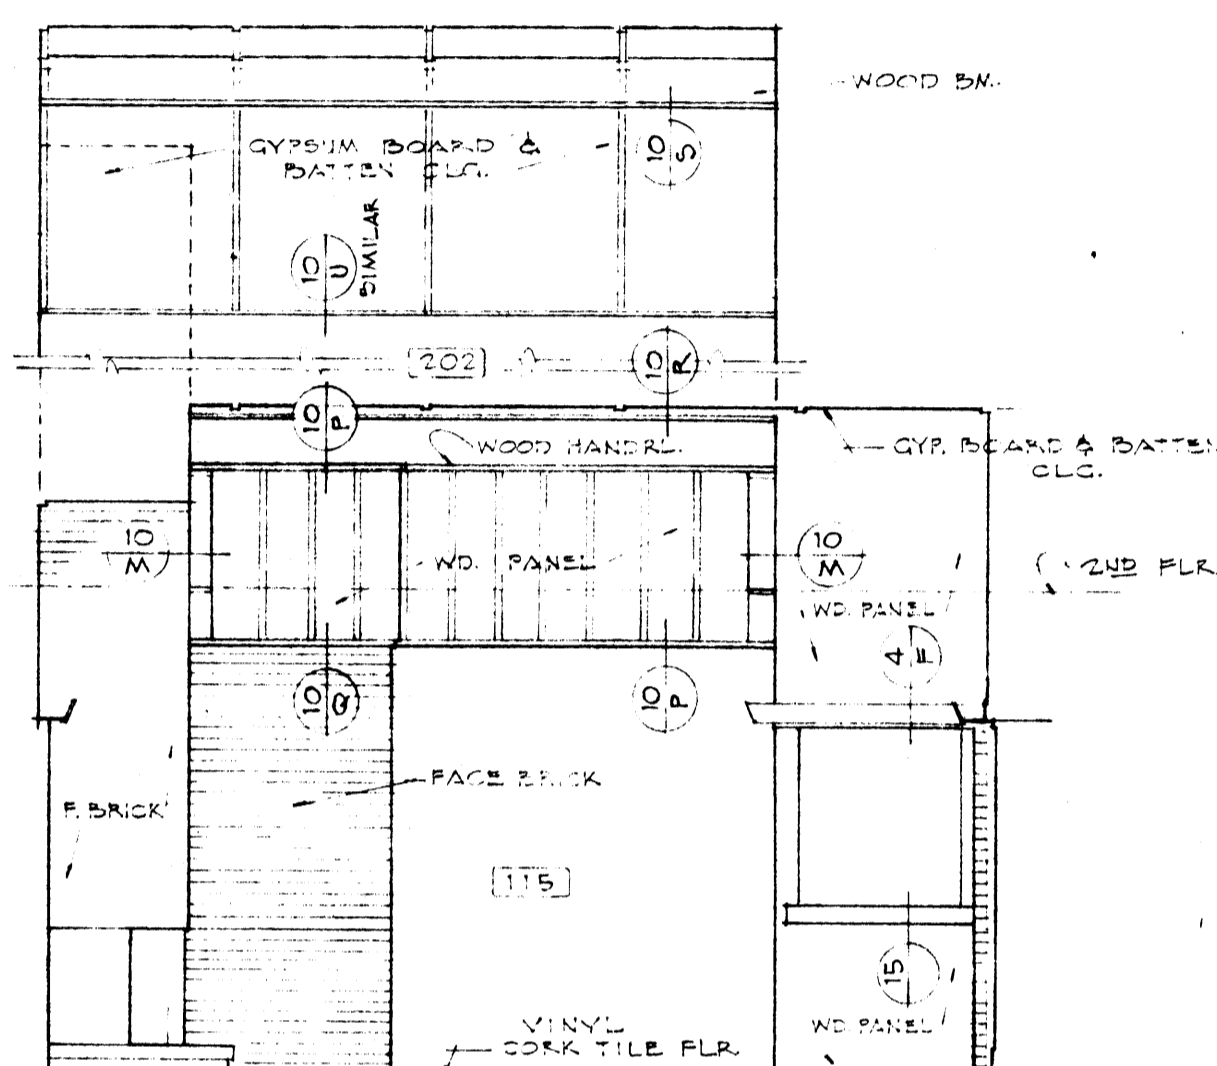 WOOD BM.
GYPSUM BOARD &
BATTEN CLG.
10
S
10
U
SIMILAR
202
10
R
10
P
WOOD HANDRL.
GYP. BOARD & BATTEN
CLG.
10
M
WD. PANEL
10
M
2ND FLR
WD. PANEL
4
F
10
Q
10
P
FACE BRICK
F. BRICK
115
15
VINYL
CORK TILE FLR
WD PANEL